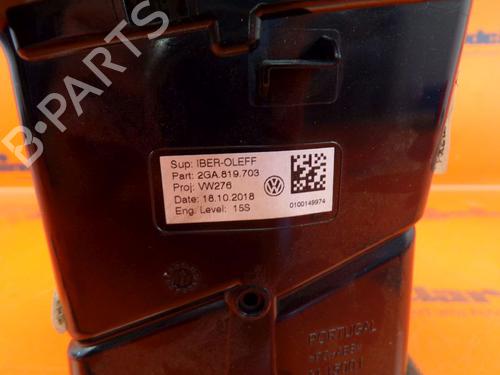 B-PARTS
Sup: IBER-OLEFF
Part: 2GA.819.703
Proj: VW276
Date: 18.10.2018
Eng. Level: 15S
0100149974
PORTUGAL